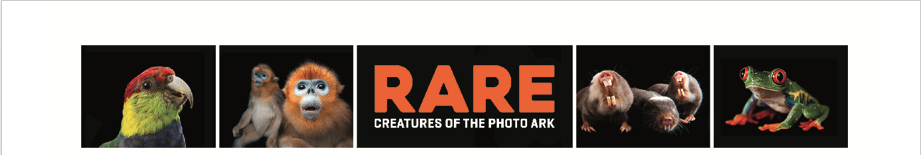 RARE
CREATURES OF THE PHOTO ARK